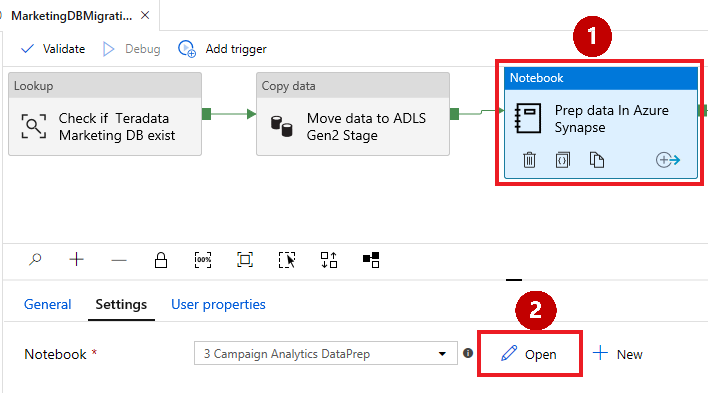 MarketingDBMigrati...
Validate
Debug
Add trigger
1
Lookup
Check if Teradata
Marketing DB exist
Copy data
Move data to ADLS
Gen2 Stage
Notebook
Prep data In Azure
Synapse
100%
General
Settings
User properties
2
Notebook *
3 Campaign Analytics DataPrep
Open
New